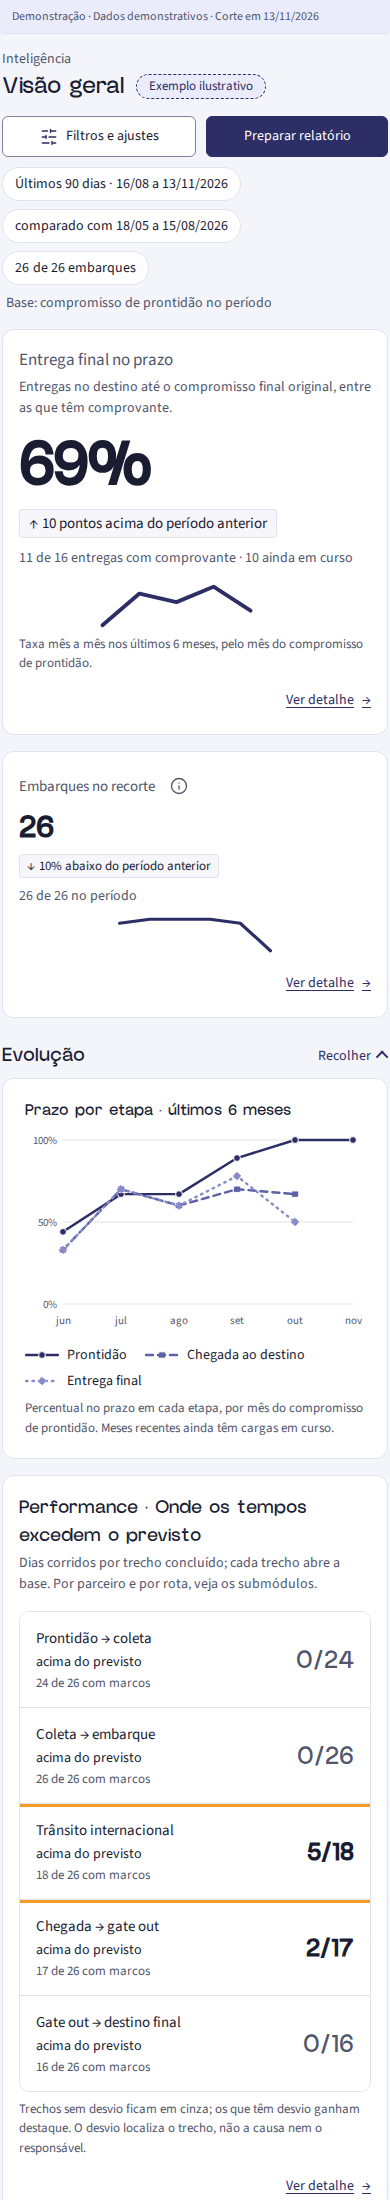 Demonstração · Dados demonstrativos · Corte em 13/11/2026
Inteligência
Visão geral
Exemplo ilustrativo
Filtros e ajustes
Preparar relatório
Últimos 90 dias · 16/08 a 13/11/2026
comparado com 18/05 a 15/08/2026
26 de 26 embarques
Base: compromisso de prontidão no período
Entrega final no prazo
Entregas no destino até o compromisso final original, entre
as que têm comprovante.
69%
↑ 10 pontos acima do período anterior
11 de 16 entregas com comprovante · 10 ainda em curso
Taxa mês a mês nos últimos 6 meses, pelo mês do compromisso
de prontidão.
Ver detalhe →
Embarques no recorte
26
↓ 10% abaixo do período anterior
26 de 26 no período
Ver detalhe →
Evolução
Recolher
Prazo por etapa · últimos 6 meses
100%
50%
0%
jun jul ago set out nov
Prontidão
Chegada ao destino
Entrega final
Percentual no prazo em cada etapa, por mês do compromisso
de prontidão. Meses recentes ainda têm cargas em curso.
Performance · Onde os tempos
excedem o previsto
Dias corridos por trecho concluído; cada trecho abre a
base. Por parceiro e por rota, veja os submódulos.
Prontidão → coleta
acima do previsto
24 de 26 com marcos
0/24
Coleta → embarque
acima do previsto
26 de 26 com marcos
0/26
Trânsito internacional
acima do previsto
18 de 26 com marcos
5/18
Chegada → gate out
acima do previsto
17 de 26 com marcos
2/17
Gate out → destino final
acima do previsto
16 de 26 com marcos
0/16
Trechos sem desvio ficam em cinza; os que têm desvio ganham
destaque. O desvio localiza o trecho, não a causa nem o
responsável.
Ver detalhe →